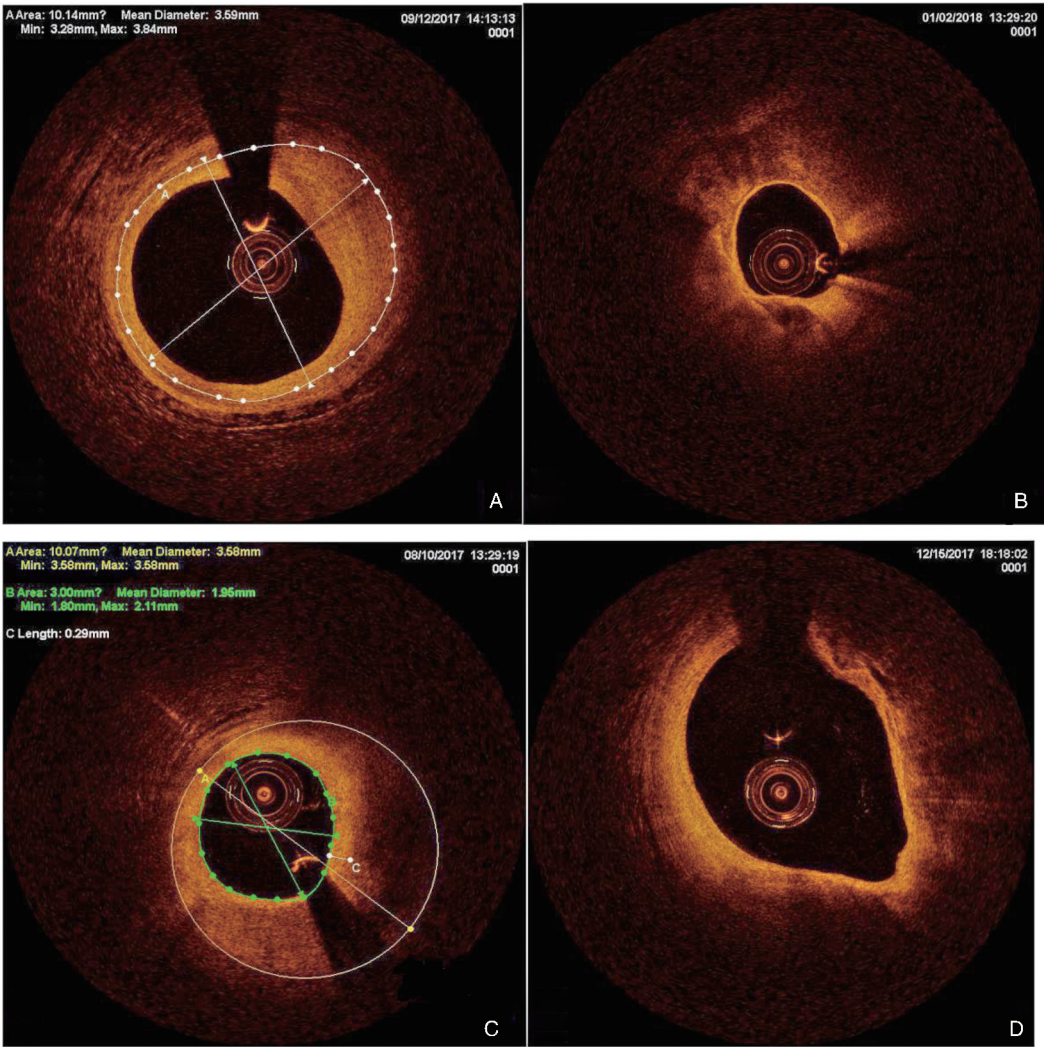 A Area: 10.14mm? Mean Diameter: 3.59mm
Min: 3.28mm, Max: 3.84mm
09/12/2017 14:13:13
0001
A
A
01/02/2018 13:29:20
0001
B
A Area: 10.07mm? Mean Diameter: 3.58mm
Min: 3.58mm, Max: 3.58mm
B Area: 3.00mm? Mean Diameter: 1.95mm
Min: 1.80mm, Max: 2.11mm
C Length: 0.29mm
08/10/2017 13:29:19
0001
A
B
C
C
12/15/2017 18:18:02
0001
D